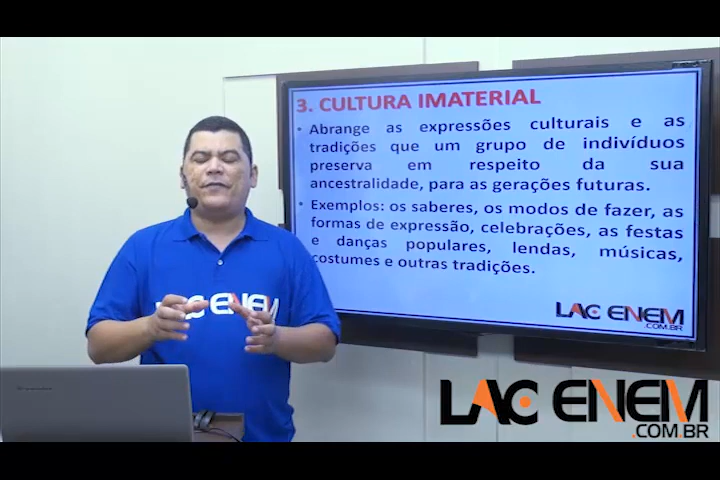 3. CULTURA IMATERIAL
• Abrange as expressões culturais e as
tradições que um grupo de indivíduos
preserva em respeito da sua
ancestralidade, para as gerações futuras.
• Exemplos: os saberes, os modos de fazer, as
formas de expressão, celebrações, as festas
e danças populares, lendas, músicas,
costumes e outras tradições.
LAC ENEM
.COM.BR
LAC ENEM
LAC ENEM
.COM.BR